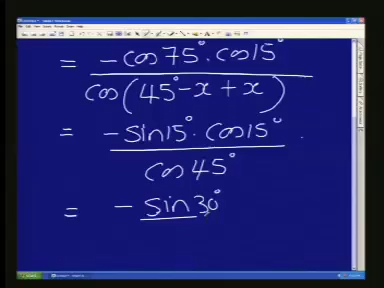 = -cos75°.cos15°
cos(45°-x+x)
= -sin15°.cos15°.
cos45°
= -sin30°